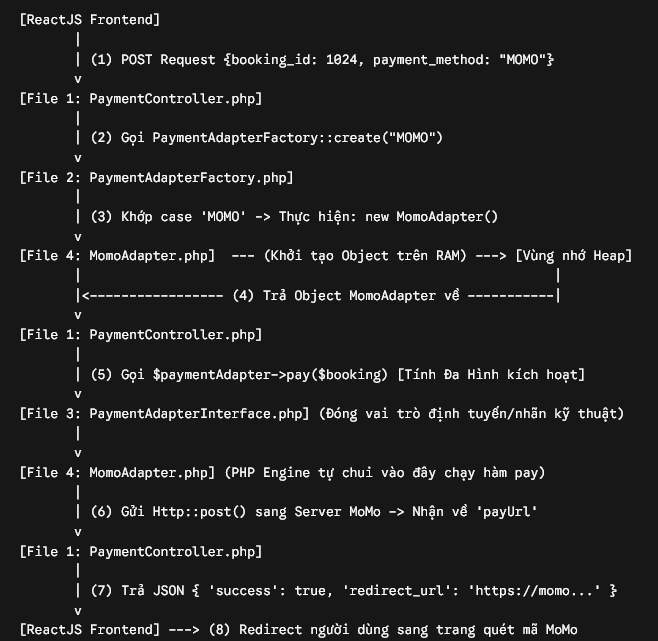 [ReactJS Frontend]
|
| (1) POST Request {booking_id: 1024, payment_method: "MOMO"}
v
[File 1: PaymentController.php]
|
| (2) Gọi PaymentAdapterFactory::create("MOMO")
v
[File 2: PaymentAdapterFactory.php]
|
| (3) Khớp case 'MOMO' -> Thực hiện: new MomoAdapter()
v
[File 4: MomoAdapter.php]  --- (Khởi tạo Object trên RAM) ---> [Vùng nhớ Heap]
|                                                            |
|<----------------- (4) Trả Object MomoAdapter về -----------|
v
[File 1: PaymentController.php]
|
| (5) Gọi $paymentAdapter->pay($booking) [Tính Đa Hình kích hoạt]
v
[File 3: PaymentAdapterInterface.php] (Đóng vai trò định tuyến/nhãn kỹ thuật)
|
v
[File 4: MomoAdapter.php] (PHP Engine tự chui vào đây chạy hàm pay)
|
| (6) Gửi Http::post() sang Server MoMo -> Nhận về 'payUrl'
v
[File 1: PaymentController.php]
|
| (7) Trả JSON { 'success': true, 'redirect_url': 'https://momo...' }
v
[ReactJS Frontend] ---> (8) Redirect người dùng sang trang quét mã MoMo